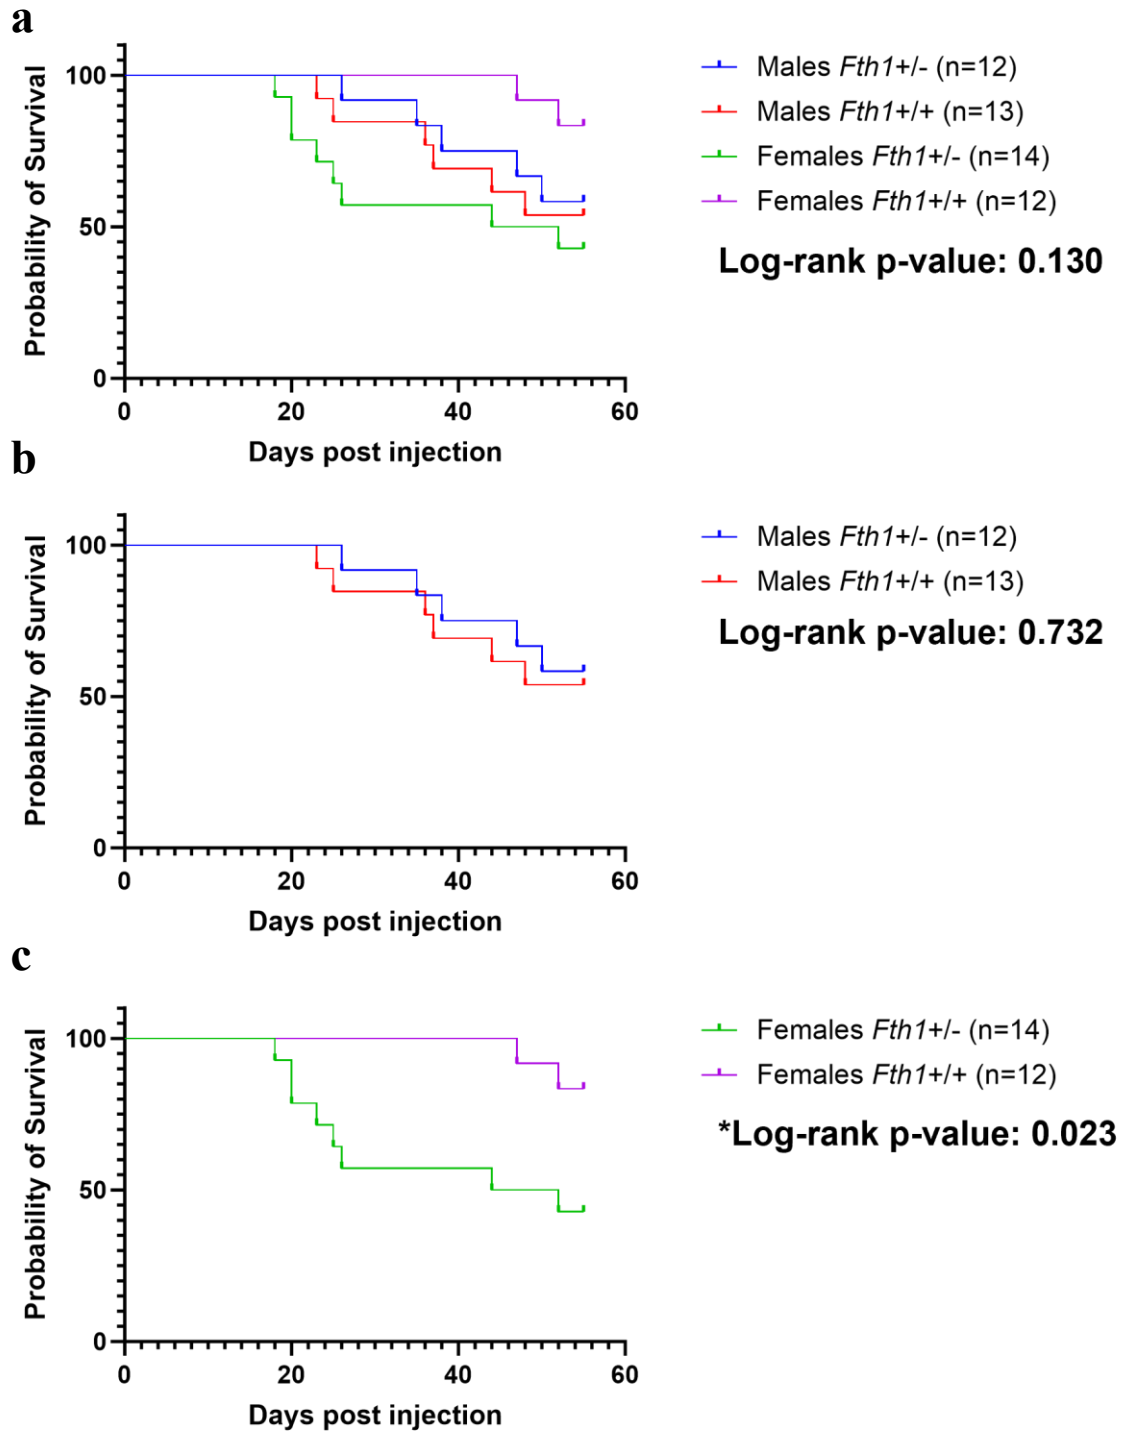 a
Probability of Survival
100
50
0
0 20 40 60
Days post injection
Males Fth1+/- (n=12)
Males Fth1+/+ (n=13)
Females Fth1+/- (n=14)
Females Fth1+/+ (n=12)
Log-rank p-value: 0.130
b
Probability of Survival
100
50
0
0 20 40 60
Days post injection
Males Fth1+/- (n=12)
Males Fth1+/+ (n=13)
Log-rank p-value: 0.732
c
Probability of Survival
100
50
0
0 20 40 60
Days post injection
Females Fth1+/- (n=14)
Females Fth1+/+ (n=12)
*Log-rank p-value: 0.023